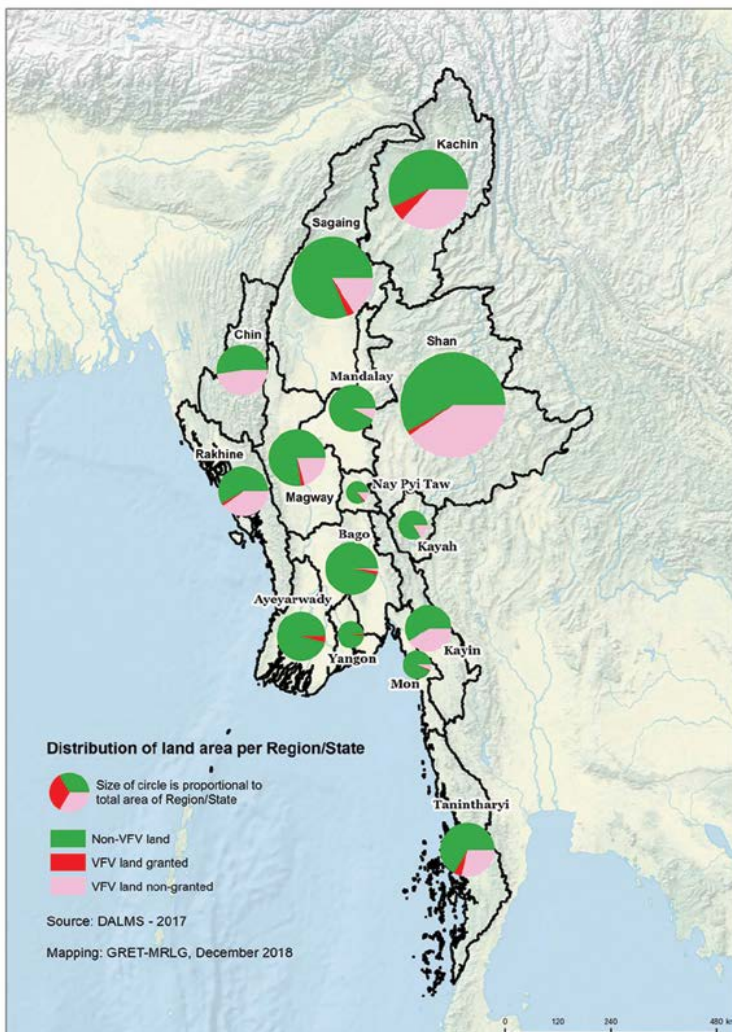 Kachin
Sagaing
Shan
Chin
Mandalay
Rakhine
Magway
Nay Pyi Taw
Kayah
Bago
Ayeyarwady
Yangon
Kayin
Mon
Tanintharyi
Distribution of land area per Region/State
Size of circle is proportional to
total area of Region/State
Non-VFV land
VFV land granted
VFV land non-granted
Source: DALMS - 2017
Mapping: GRET-MRLG, December 2018
0 120 240 480